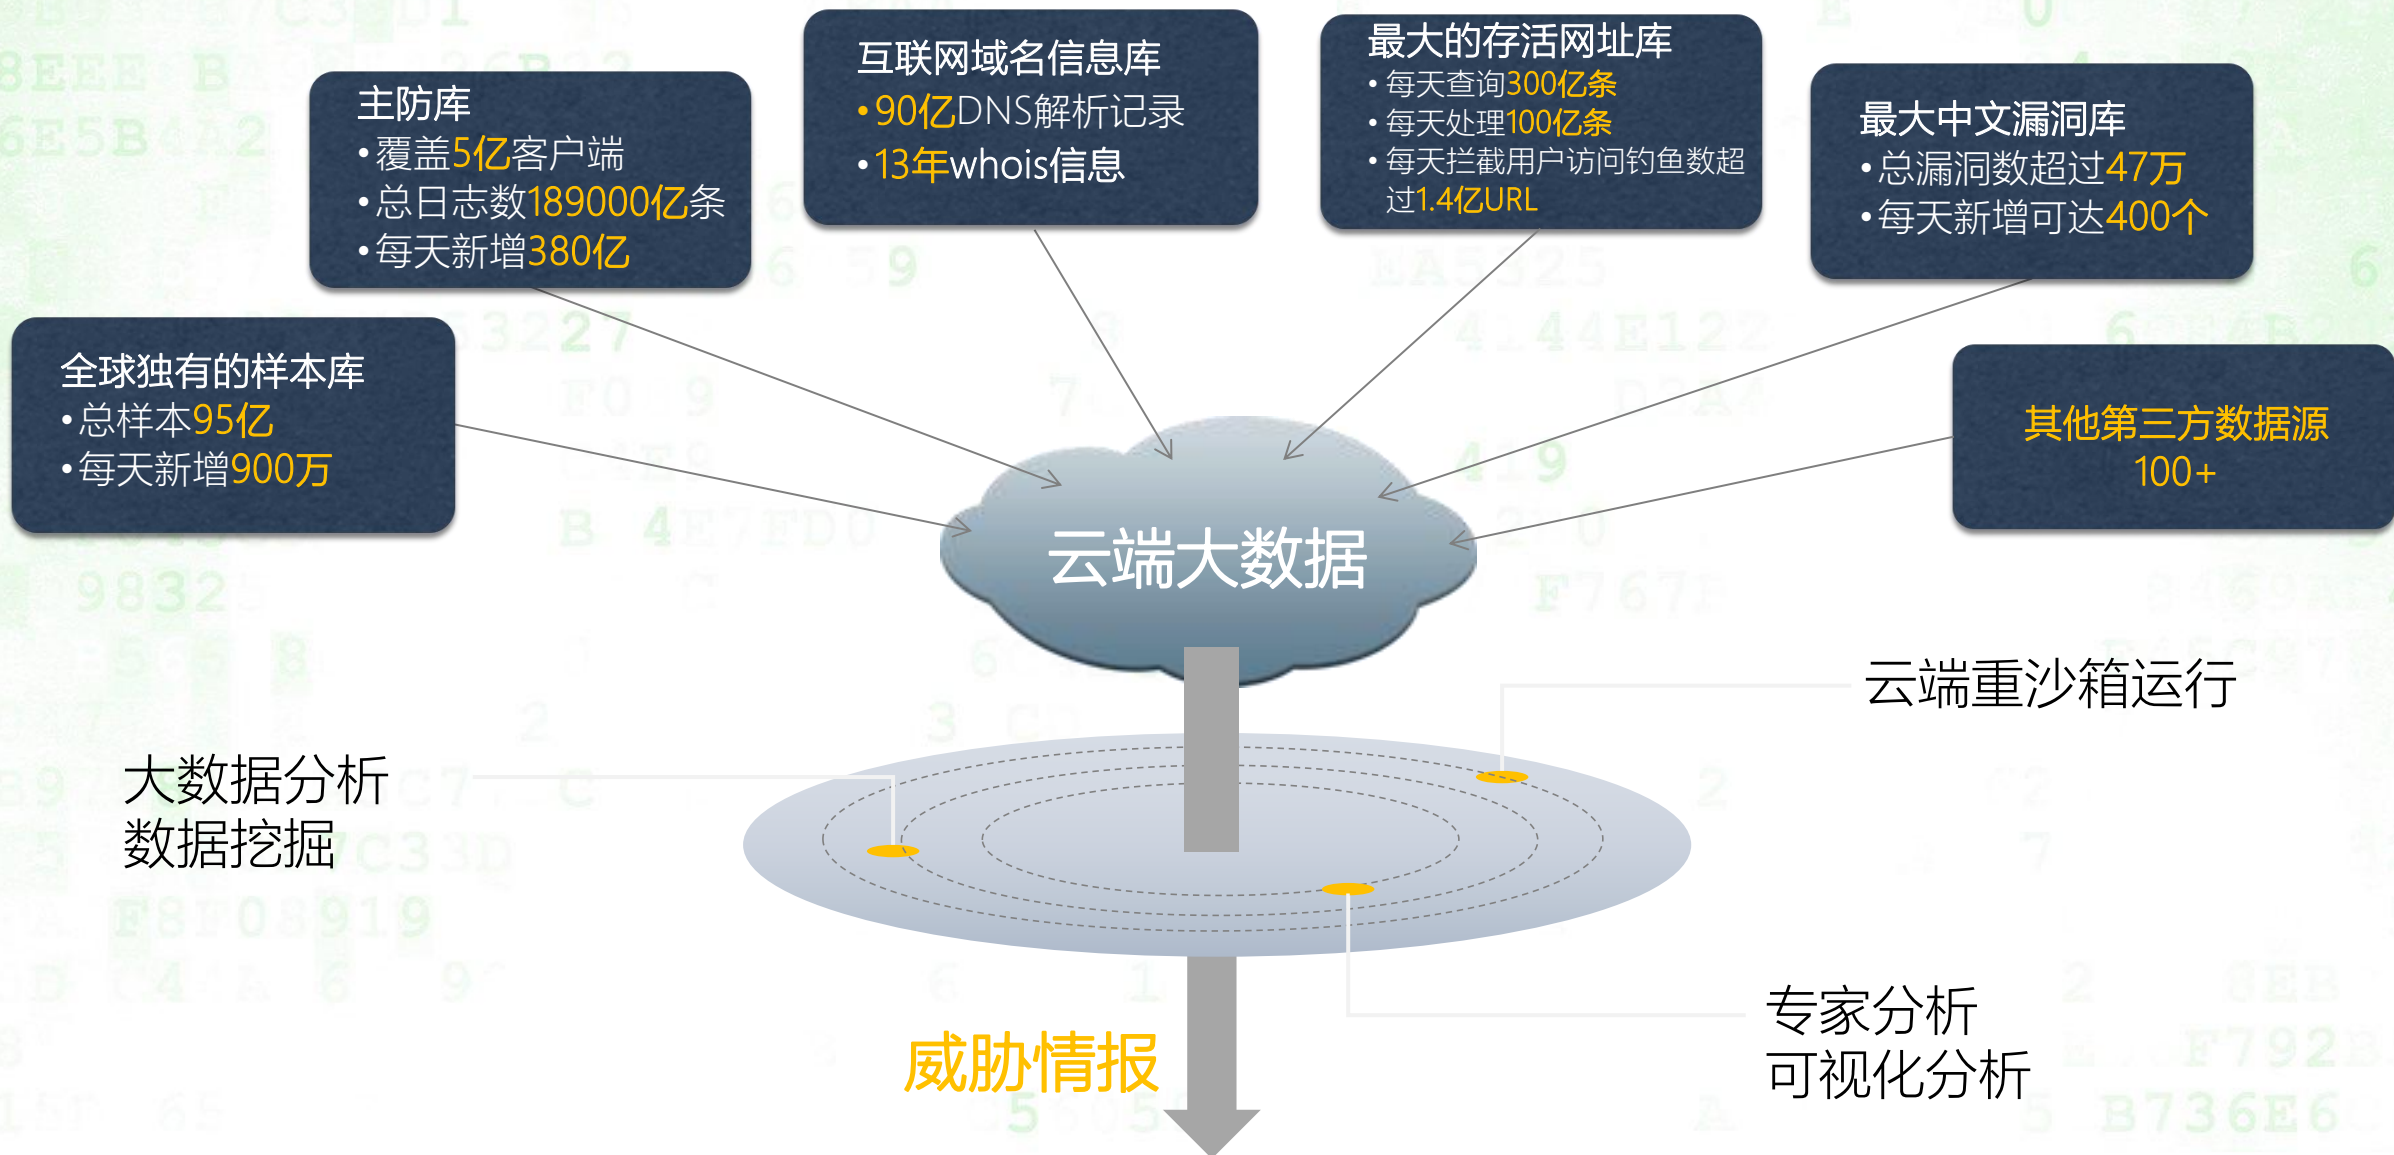 主防库
•覆盖5亿客户端
•总日志数189000亿条
•每天新增380亿
互联网域名信息库
•90亿DNS解析记录
•13年whois信息
最大的存活网址库
•每天查询300亿条
•每天处理100亿条
•每天拦截用户访问钓鱼数超
过1.4亿URL
最大中文漏洞库
•总漏洞数超过47万
•每天新增可达400个
全球独有的样本库
•总样本95亿
•每天新增900万
其他第三方数据源
100+
云端大数据
云端重沙箱运行
大数据分析
数据挖掘
专家分析
可视化分析
威胁情报